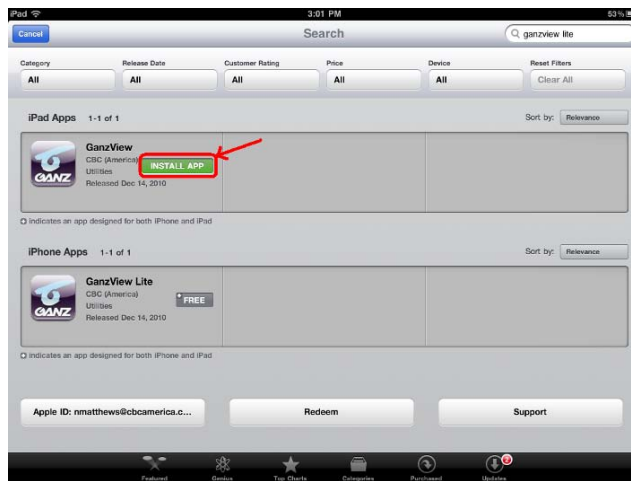 iPad 3:01 PM 53%
Cancel Search ganzview lite
Category Release Date Customer Rating Price Device Reset Filters
All All All All All Clear All
iPad Apps 1-1 of 1 Sort by: Relevance
GanzView
CBC (America)
Utilities
Released Dec 14, 2010
INSTALL APP
GANZ
indicates an app designed for both iPhone and iPad
iPhone Apps 1-1 of 1 Sort by: Relevance
GanzView Lite
CBC (America)
Utilities
Released Dec 14, 2010
FREE
GANZ
indicates an app designed for both iPhone and iPad
Apple ID: nmatthews@cbcamerica.c... Redeem Support
2
Featured Genius Top Charts Categories Purchased Updates